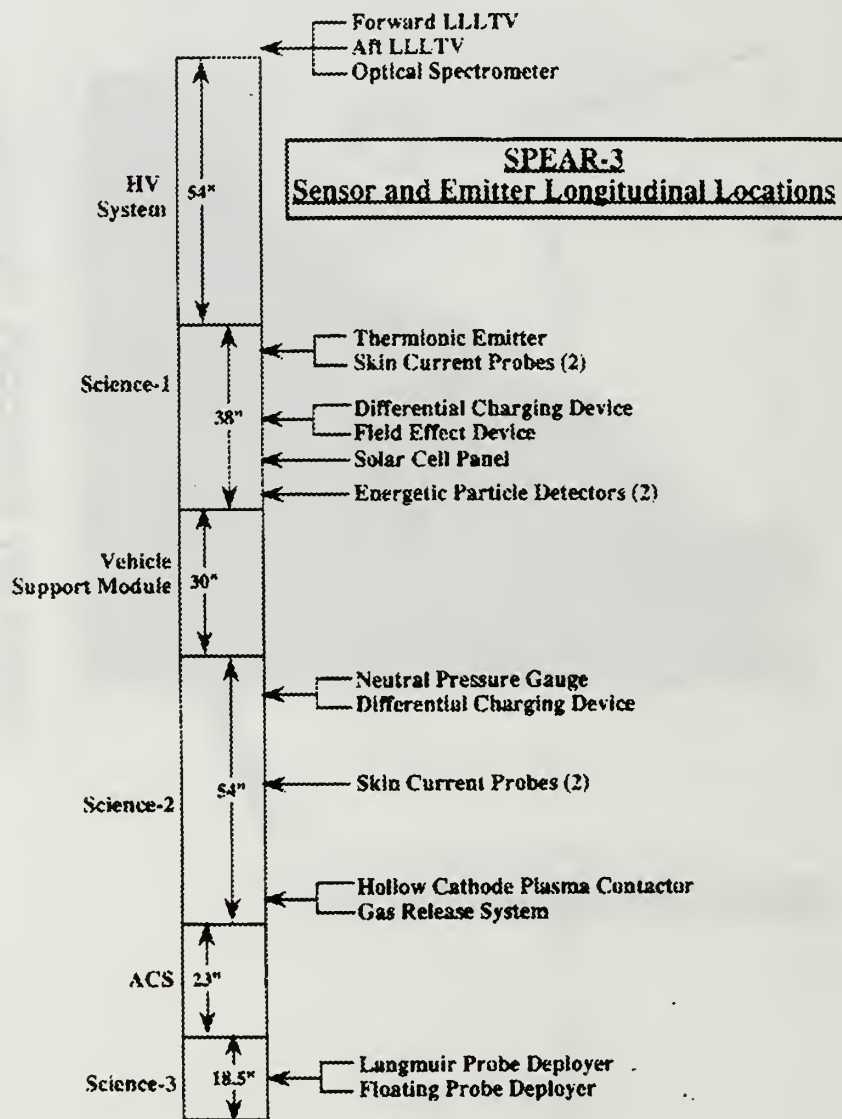 Forward LLLTV
Aft LLLTV
Optical Spectrometer
SPEAR-3
Sensor and Emitter Longitudinal Locations
HV
System
54"
Thermionic Emitter
Skin Current Probes (2)
Science-1
38"
Differential Charging Device
Field Effect Device
Solar Cell Panel
Energetic Particle Detectors (2)
Vehicle
Support Module
30"
Neutral Pressure Gauge
Differential Charging Device
Skin Current Probes (2)
Science-2
54"
Hollow Cathode Plasma Contactor
Gas Release System
ACS
23"
Science-3
18.5"
Langmuir Probe Deployer
Floating Probe Deployer